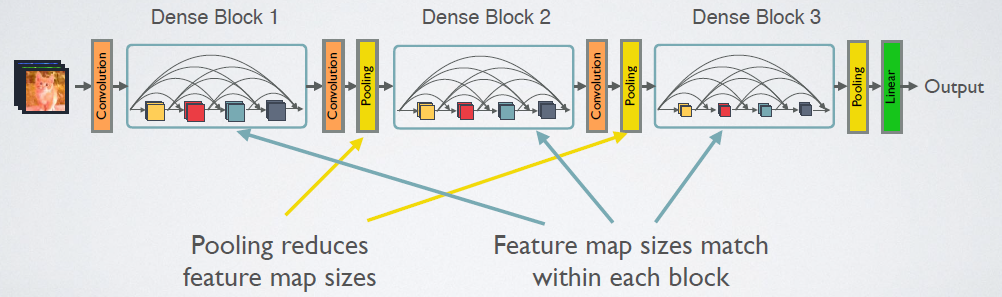 Dense Block 1
Dense Block 2
Dense Block 3
Convolution
Convolution
Pooling
Convolution
Pooling
Pooling
Linear
Output
Pooling reduces
feature map sizes
Feature map sizes match
within each block